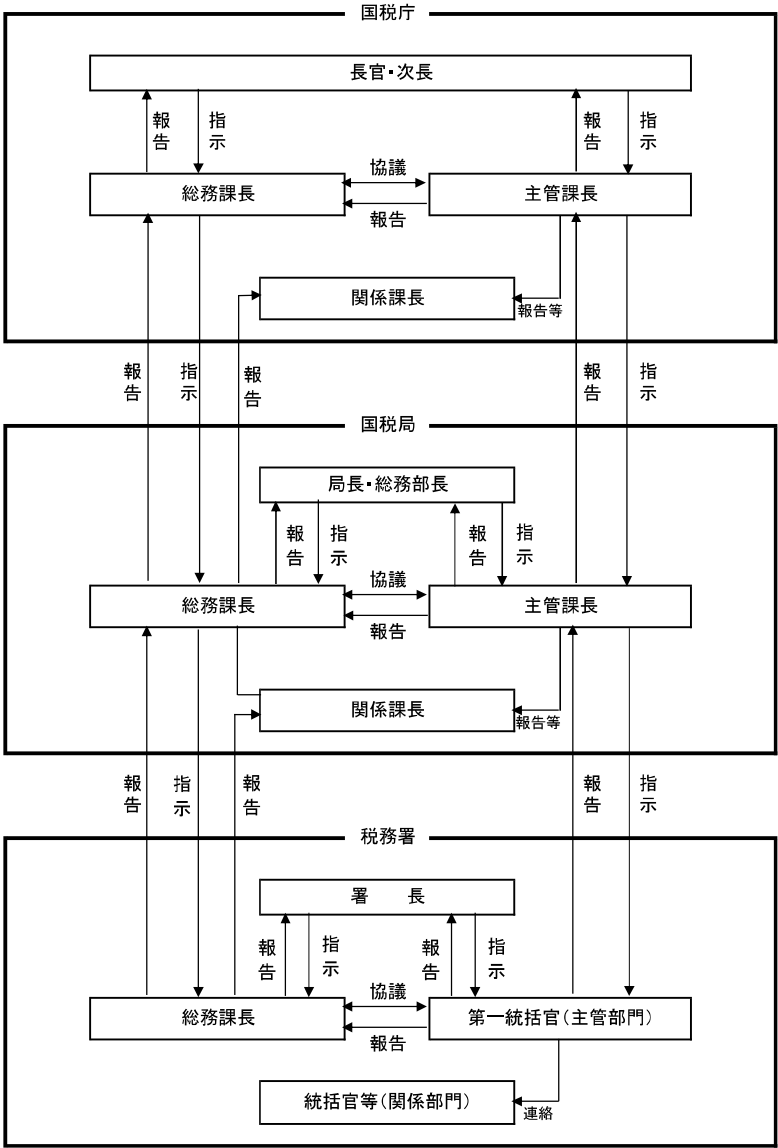 国税庁
長官・次長
報告
指示
報告
指示
総務課長
協議
報告
主管課長
関係課長
報告等
報告
指示
報告
報告
指示
国税局
局長・総務部長
報告
指示
報告
指示
総務課長
協議
報告
主管課長
関係課長
報告等
報告
指示
報告
報告
指示
税務署
署　長
報告
指示
報告
指示
総務課長
協議
報告
第一統括官(主管部門)
統括官等(関係部門)
連絡